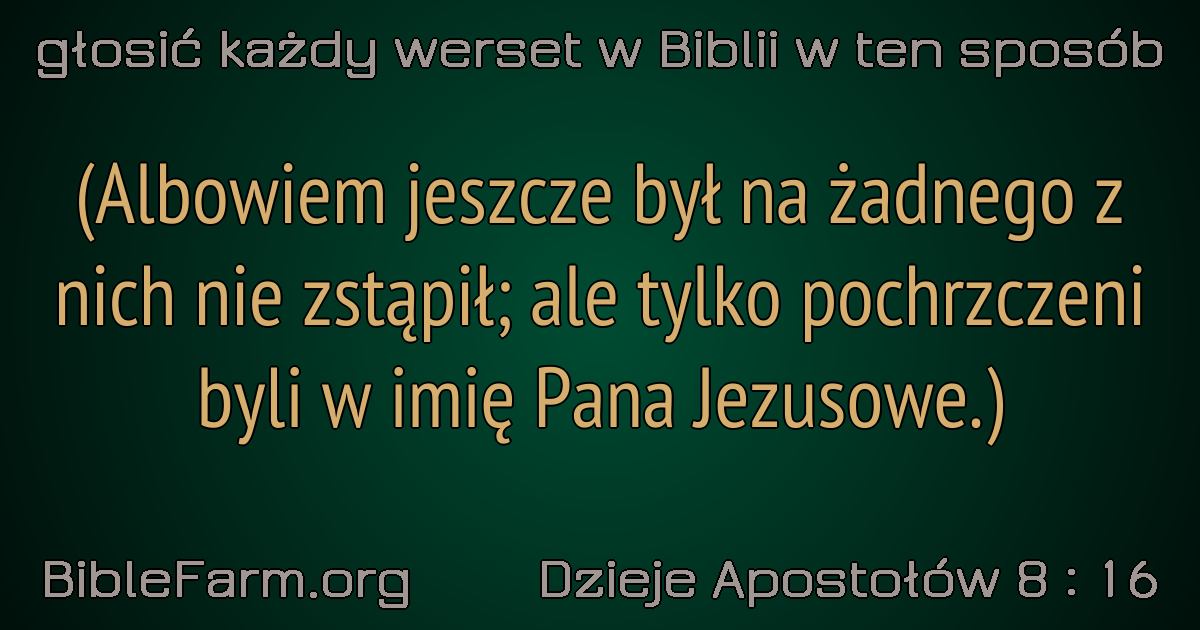 głosić każdy werset w Biblii w ten sposób
(Albowiem jeszcze był na żadnego z
nich nie zstąpił; ale tylko pochrzczeni
byli w imię Pana Jezusowe.)
BibleFarm.org
Dzieje Apostołów 8 : 16